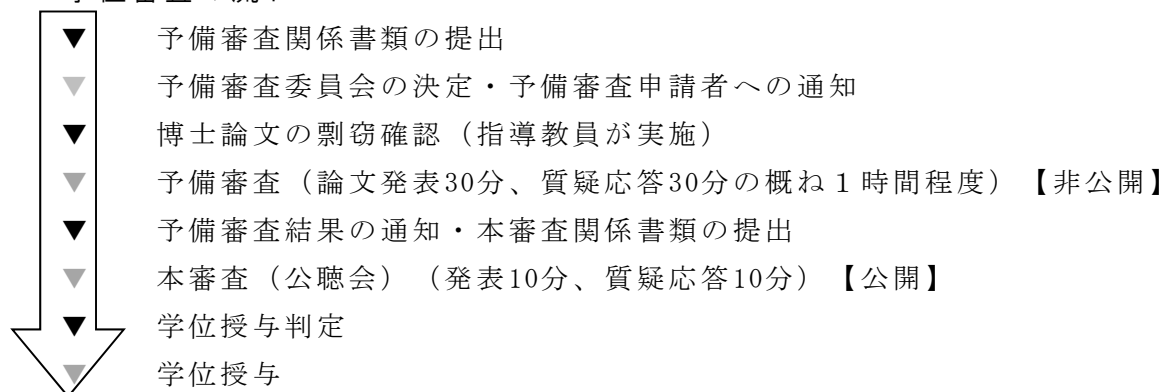 ▼ 予備審査関係書類の提出
▼ 予備審査委員会の決定・予備審査申請者への通知
▼ 博士論文の剽窃確認（指導教員が実施）
▼ 予備審査（論文発表30分、質疑応答30分の概ね１時間程度）【非公開】
▼ 予備審査結果の通知・本審査関係書類の提出
▼ 本審査（公聴会）（発表10分、質疑応答10分）【公開】
▼ 学位授与判定
▼ 学位授与